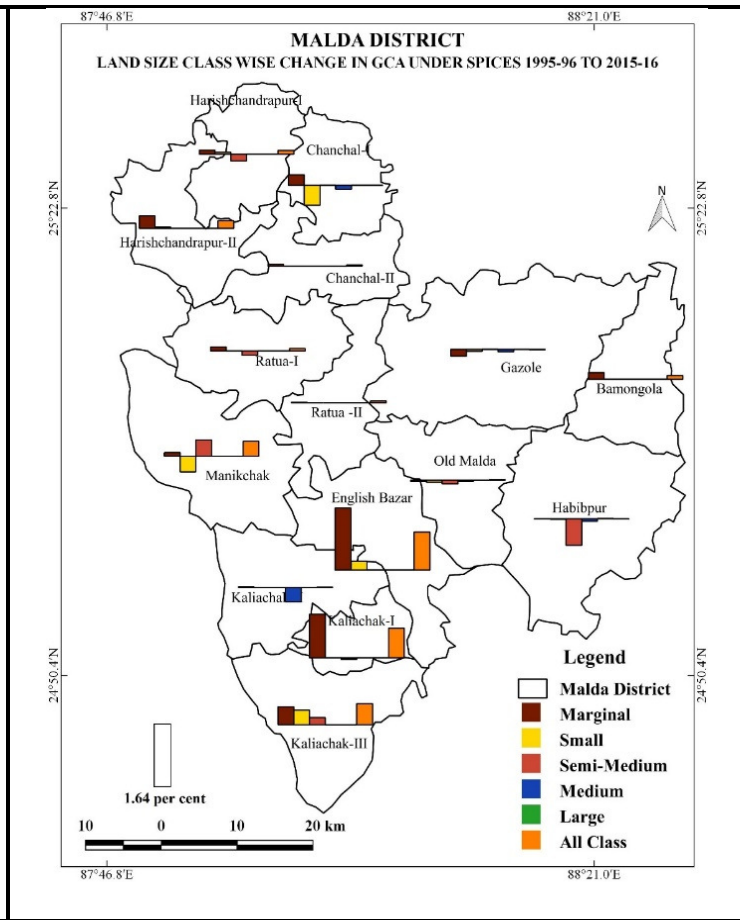 87°46.8'E 88°21.0'E
MALDA DISTRICT
LAND SIZE CLASS WISE CHANGE IN GCA UNDER SPICES 1995-96 TO 2015-16
Harishchandrapur-I
Chanchal-I
N
25°22.8'N 25°22.8'N
Harishchandrapur-II
Chanchal-II
Ratua-I
Gazole
Bamongola
Ratua -II
Old Malda
Manikchak
English Bazar
Habibpur
Kaliachak-I
Legend
24°50.4'N 24°50.4'N
Malda District
Marginal
Small
Kaliachak-III
Semi-Medium
Medium
1.64 per cent
Large
10 0 10 20 km
All Class
87°46.8'E 88°21.0'E